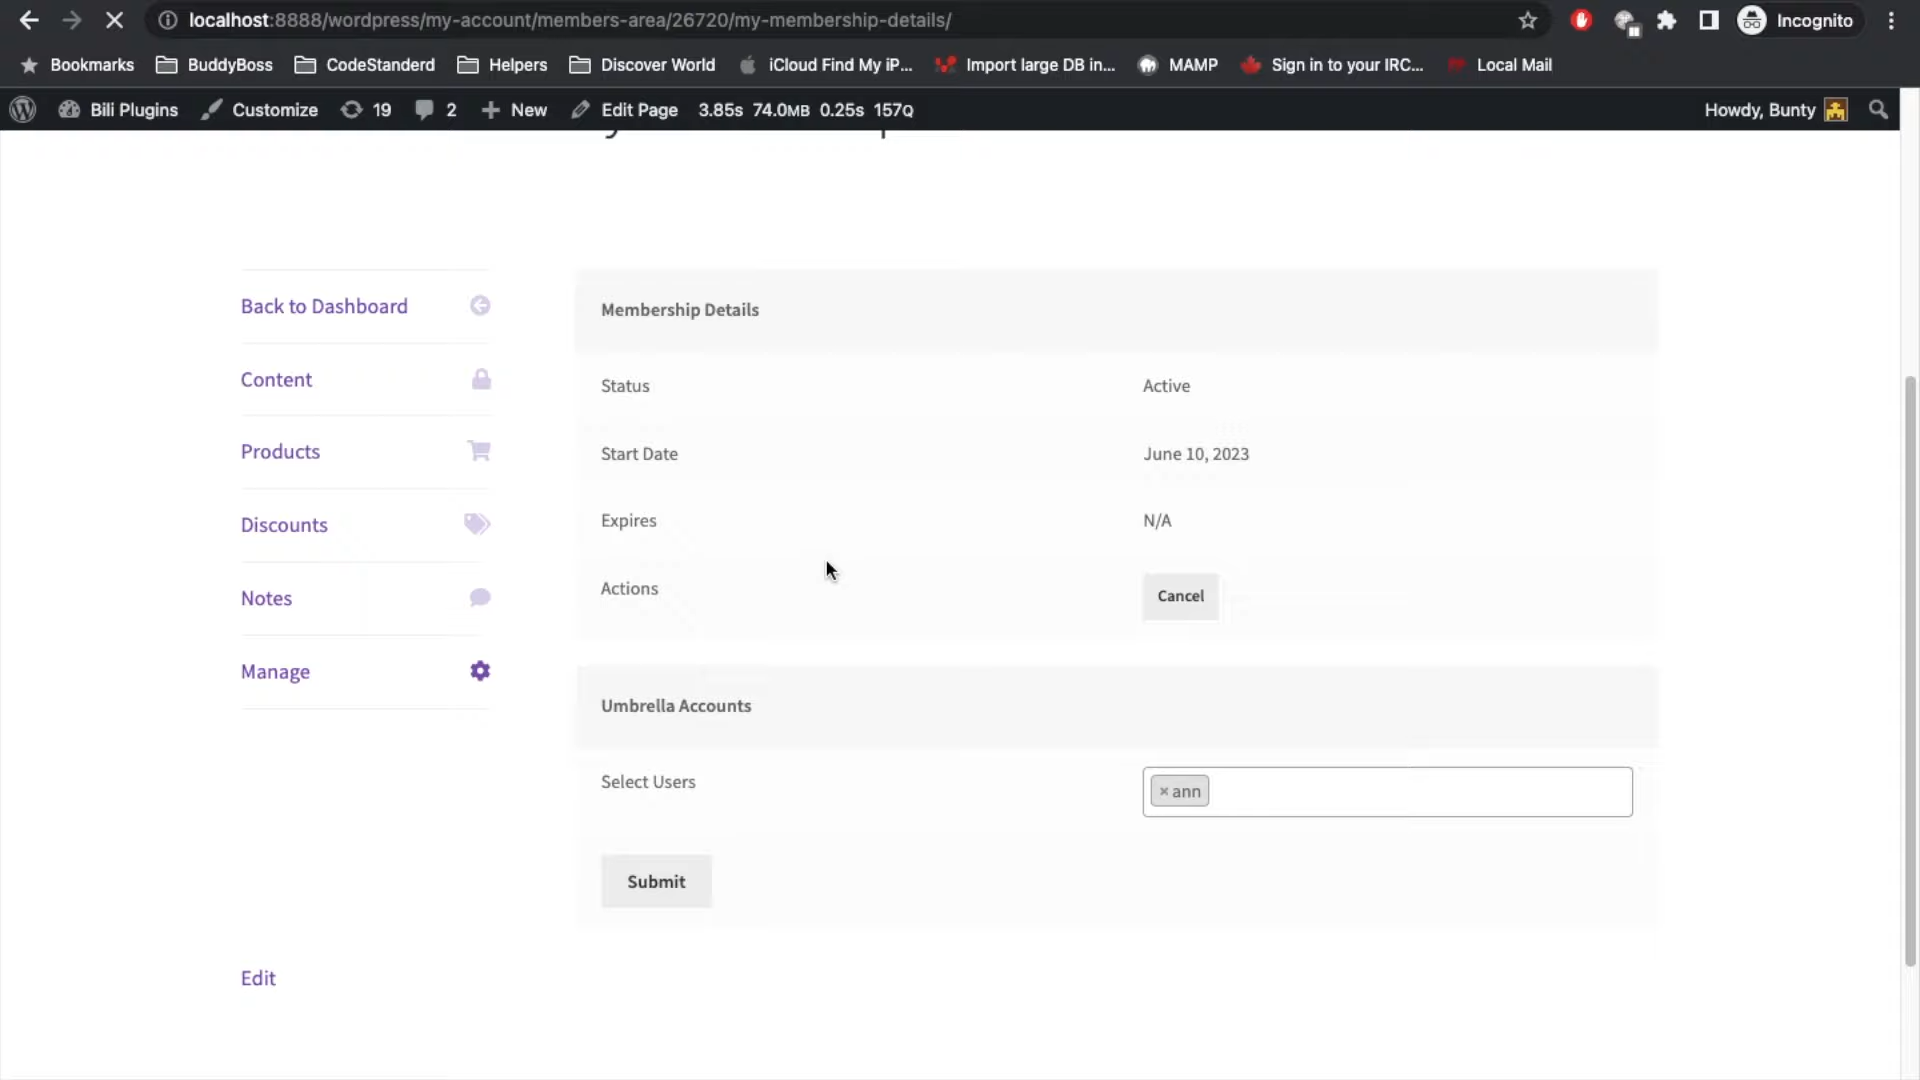 localhost:8888/wordpress/my-account/members-area/26720/my-membership-details/ Incognito
Bookmarks BuddyBoss CodeStanderd Helpers Discover World iCloud Find My iP... Import large DB in... MAMP Sign in to your IRC... Local Mail
Bili Plugins Customize 19 2 New Edit Page 3.85s 74.0MB 0.25s 157Q Howdy, Bunty
Back to Dashboard
Content
Products
Discounts
Notes
Manage
Membership Details
Status Active
Start Date June 10, 2023
Expires N/A
Actions Cancel
Umbrella Accounts
Select Users × ann
Submit
Edit